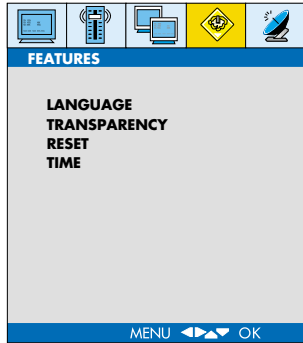 FEATURES
LANGUAGE
TRANSPARENCY
RESET
TIME
MENU ◄►▲▼ OK